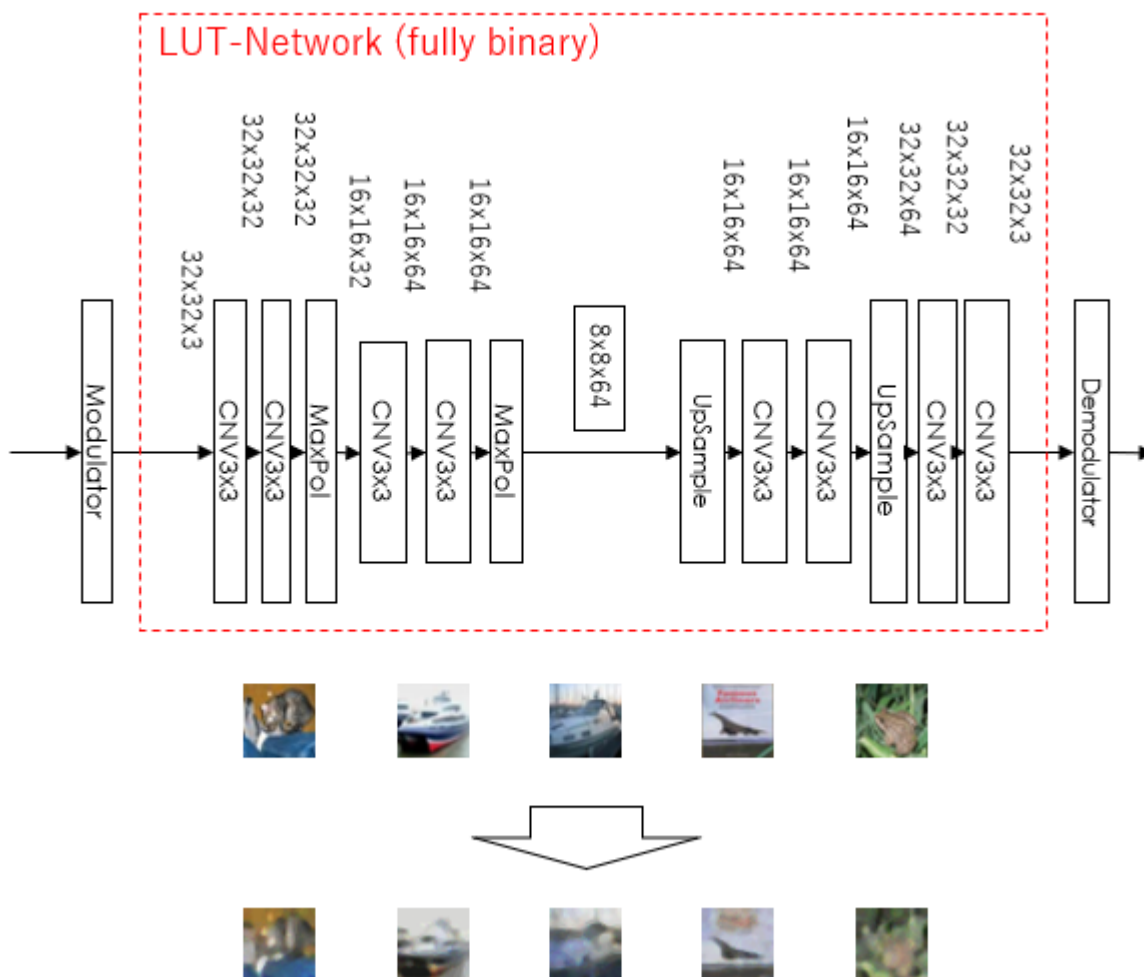 LUT-Network (fully binary)
32x32x3
32x32x32
32x32x32
16x16x32
16x16x64
16x16x64
8x8x64
16x16x64
16x16x64
16x16x64
32x32x64
32x32x32
32x32x3
Modulator
CNV3x3
CNV3x3
MaxPol
CNV3x3
CNV3x3
MaxPol
UpSample
CNV3x3
CNV3x3
UpSample
CNV3x3
CNV3x3
Demodulator